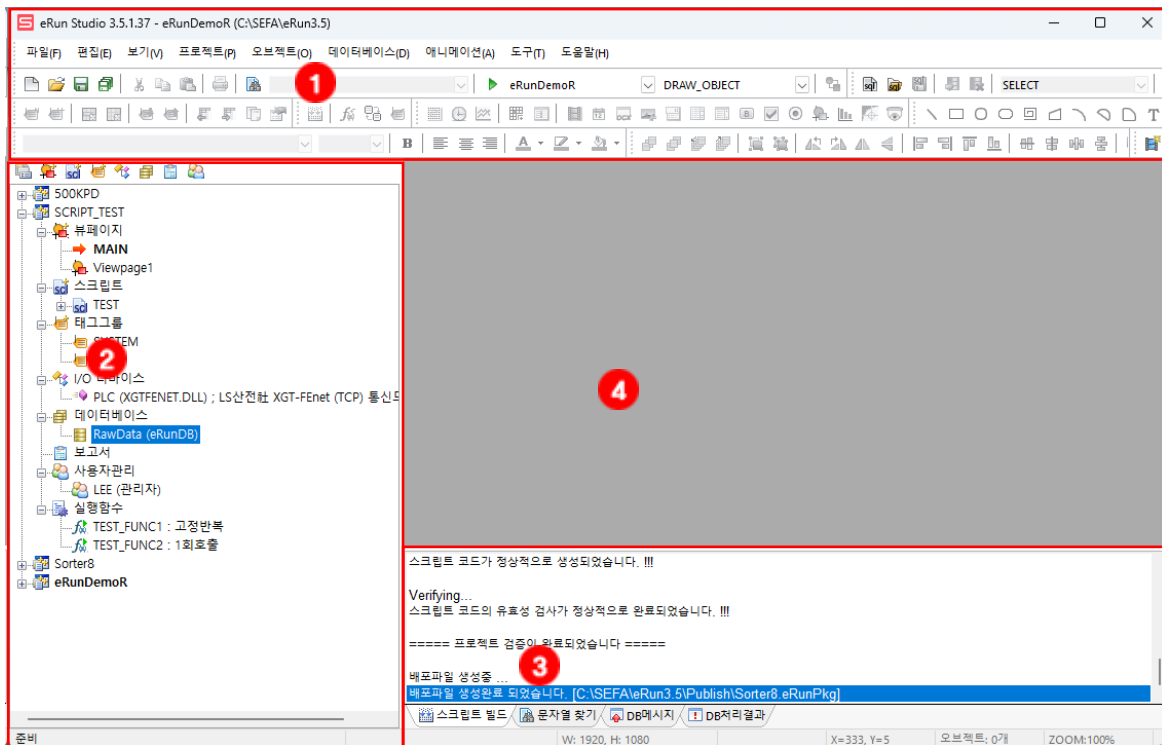 eRun Studio 3.5.1.37 - eRunDemoR (C:\SEFA\eRun3.5)
파일(F) 편집(E) 보기(V) 프로젝트(P) 오브젝트(O) 데이터베이스(D) 애니메이션(A) 도구(T) 도움말(H)
1
eRunDemoR DRAW_OBJECT SELECT
B A T
500KPD
SCRIPT_TEST
뷰페이지
MAIN
Viewpage1
스크립트
TEST
태그그룹
2
I/O
PLC (XGTFENET.DLL) ; LS산전社 XGT-FEnet (TCP)
데이터베이스
RawData (eRunDB)
보고서
사용자관리
LEE (관리자)
실행함수
TEST_FUNC1 : 고정반복
TEST_FUNC2 : 1회호출
Sorter8
eRunDemoR
4
스크립트 코드가 정상적으로 생성되었습니다. !!!
Verifying...
스크립트 코드의 유효성 검사가 정상적으로 완료되었습니다. !!!
===== 프로젝트 검증이 완료되었습니다 =====
3
배포파일 생성중 ...
배포파일 생성완료 되었습니다. [C:\SEFA\eRun3.5\Publish\Sorter8.eRunPkg]
스크립트 빌드 문자열 찾기 DB메시지 DB처리결과
준비 W: 1920, H: 1080 X=333, Y=5 오브젝트: 0개 ZOOM:100%